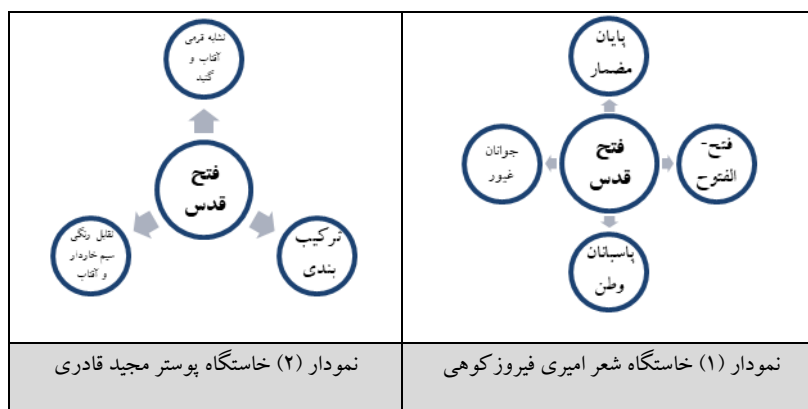 پایان
مضمار
جوانان
غیور
فتح
قدس
فتح-
الفتوح
پاسبانان
وطن
نمودار (۱) خاستگاه شعر امیری فیروزکوهی
تشابه فرمی
آفتاب و
گنبد
فتح
قدس
تقابل رنگی
سیم خاردار
و آفتاب
ترکیب
بندی
نمودار (۲) خاستگاه پوستر مجید قادری